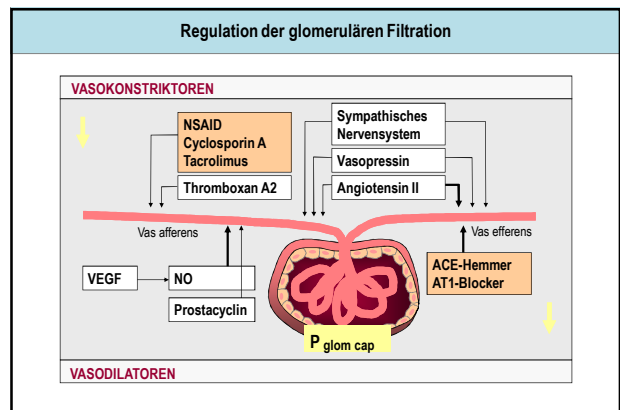 Regulation der glomerulären Filtration
VASOKONSTRIKTOREN
NSAID
Cyclosporin A
Tacrolimus
Thromboxan A2
Sympathisches
Nervensystem
Vasopressin
Angiotensin II
Vas afferens
Vas efferens
VEGF
NO
Prostacyclin
ACE-Hemmer
AT1-Blocker
P glom cap
VASODILATOREN